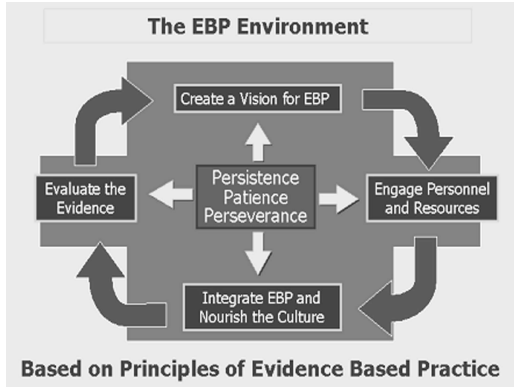 The EBP Environment
Create a Vision for EBP
Evaluate the
Evidence
Persistence
Patience
Perseverance
Engage Personnel
and Resources
Integrate EBP and
Nourish the Culture
Based on Principles of Evidence Based Practice